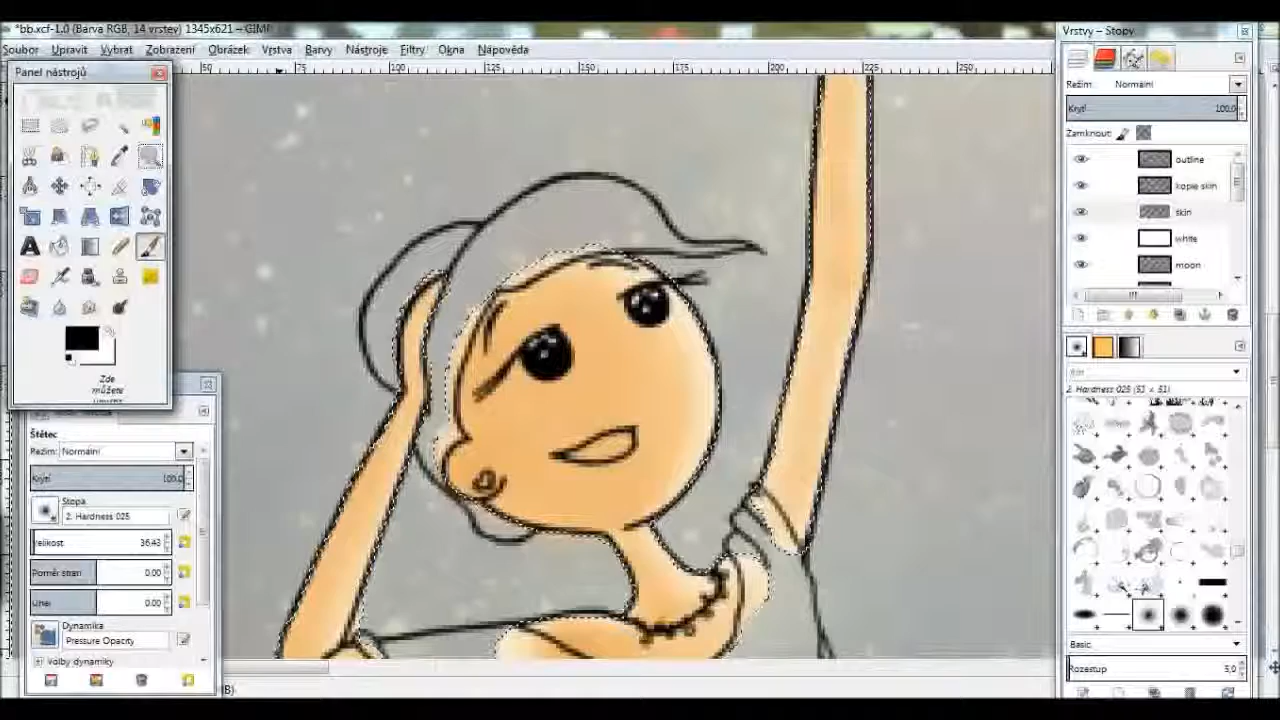 *bb.xcf-1.0 (Barva RGB, 14 vrstev) 1345x621 – GIMP
Soubor Upravit Vybrat Zobrazení Obrázek Vrstva Barvy Nástroje Filtry Okna Nápověda
Panel nástrojů
50 75 100 125 150 175 200 225 250
Zde
můžete
Štětec
Režim: Normální
Krytí 100,0
Stopa
2. Hardness 025
Velikost 36,43
Poměr stran 0,00
Úhel 0,00
Dynamika
Pressure Opacity
Volby dynamiky
B)
Vrstvy – Stopy
Režim: Normální
Krytí 100,0
Zamknout:
outline
kopie skin
skin
white
moon
2. Hardness 025 (51 x 51)
Basic
Rozestup 5,0